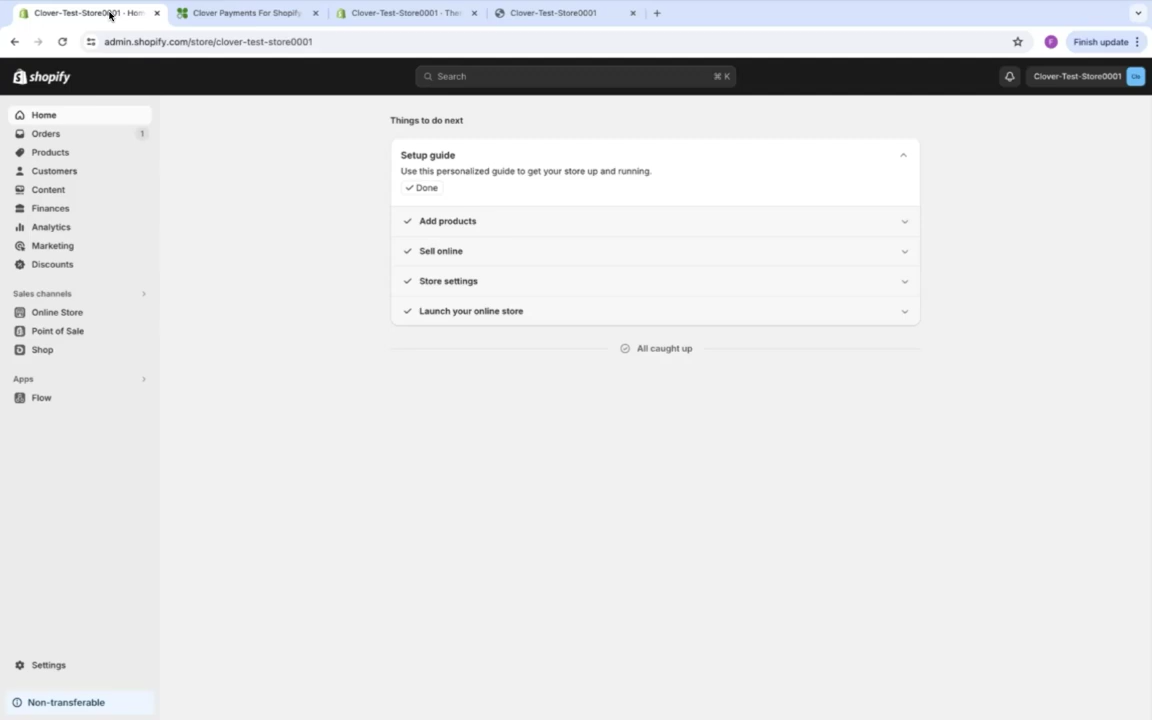 Clover-Test-Store0001 · Hom
Clover Payments For Shopify
Clover-Test-Store0001 · The
Clover-Test-Store0001
admin.shopify.com/store/clover-test-store0001
F
Finish update
shopify
Search
⌘ K
Clover-Test-Store0001
Clo
Home
Orders
1
Products
Customers
Content
Finances
Analytics
Marketing
Discounts
Sales channels
Online Store
Point of Sale
Shop
Apps
Flow
Settings
Non-transferable
Things to do next
Setup guide
Use this personalized guide to get your store up and running.
Done
Add products
Sell online
Store settings
Launch your online store
All caught up